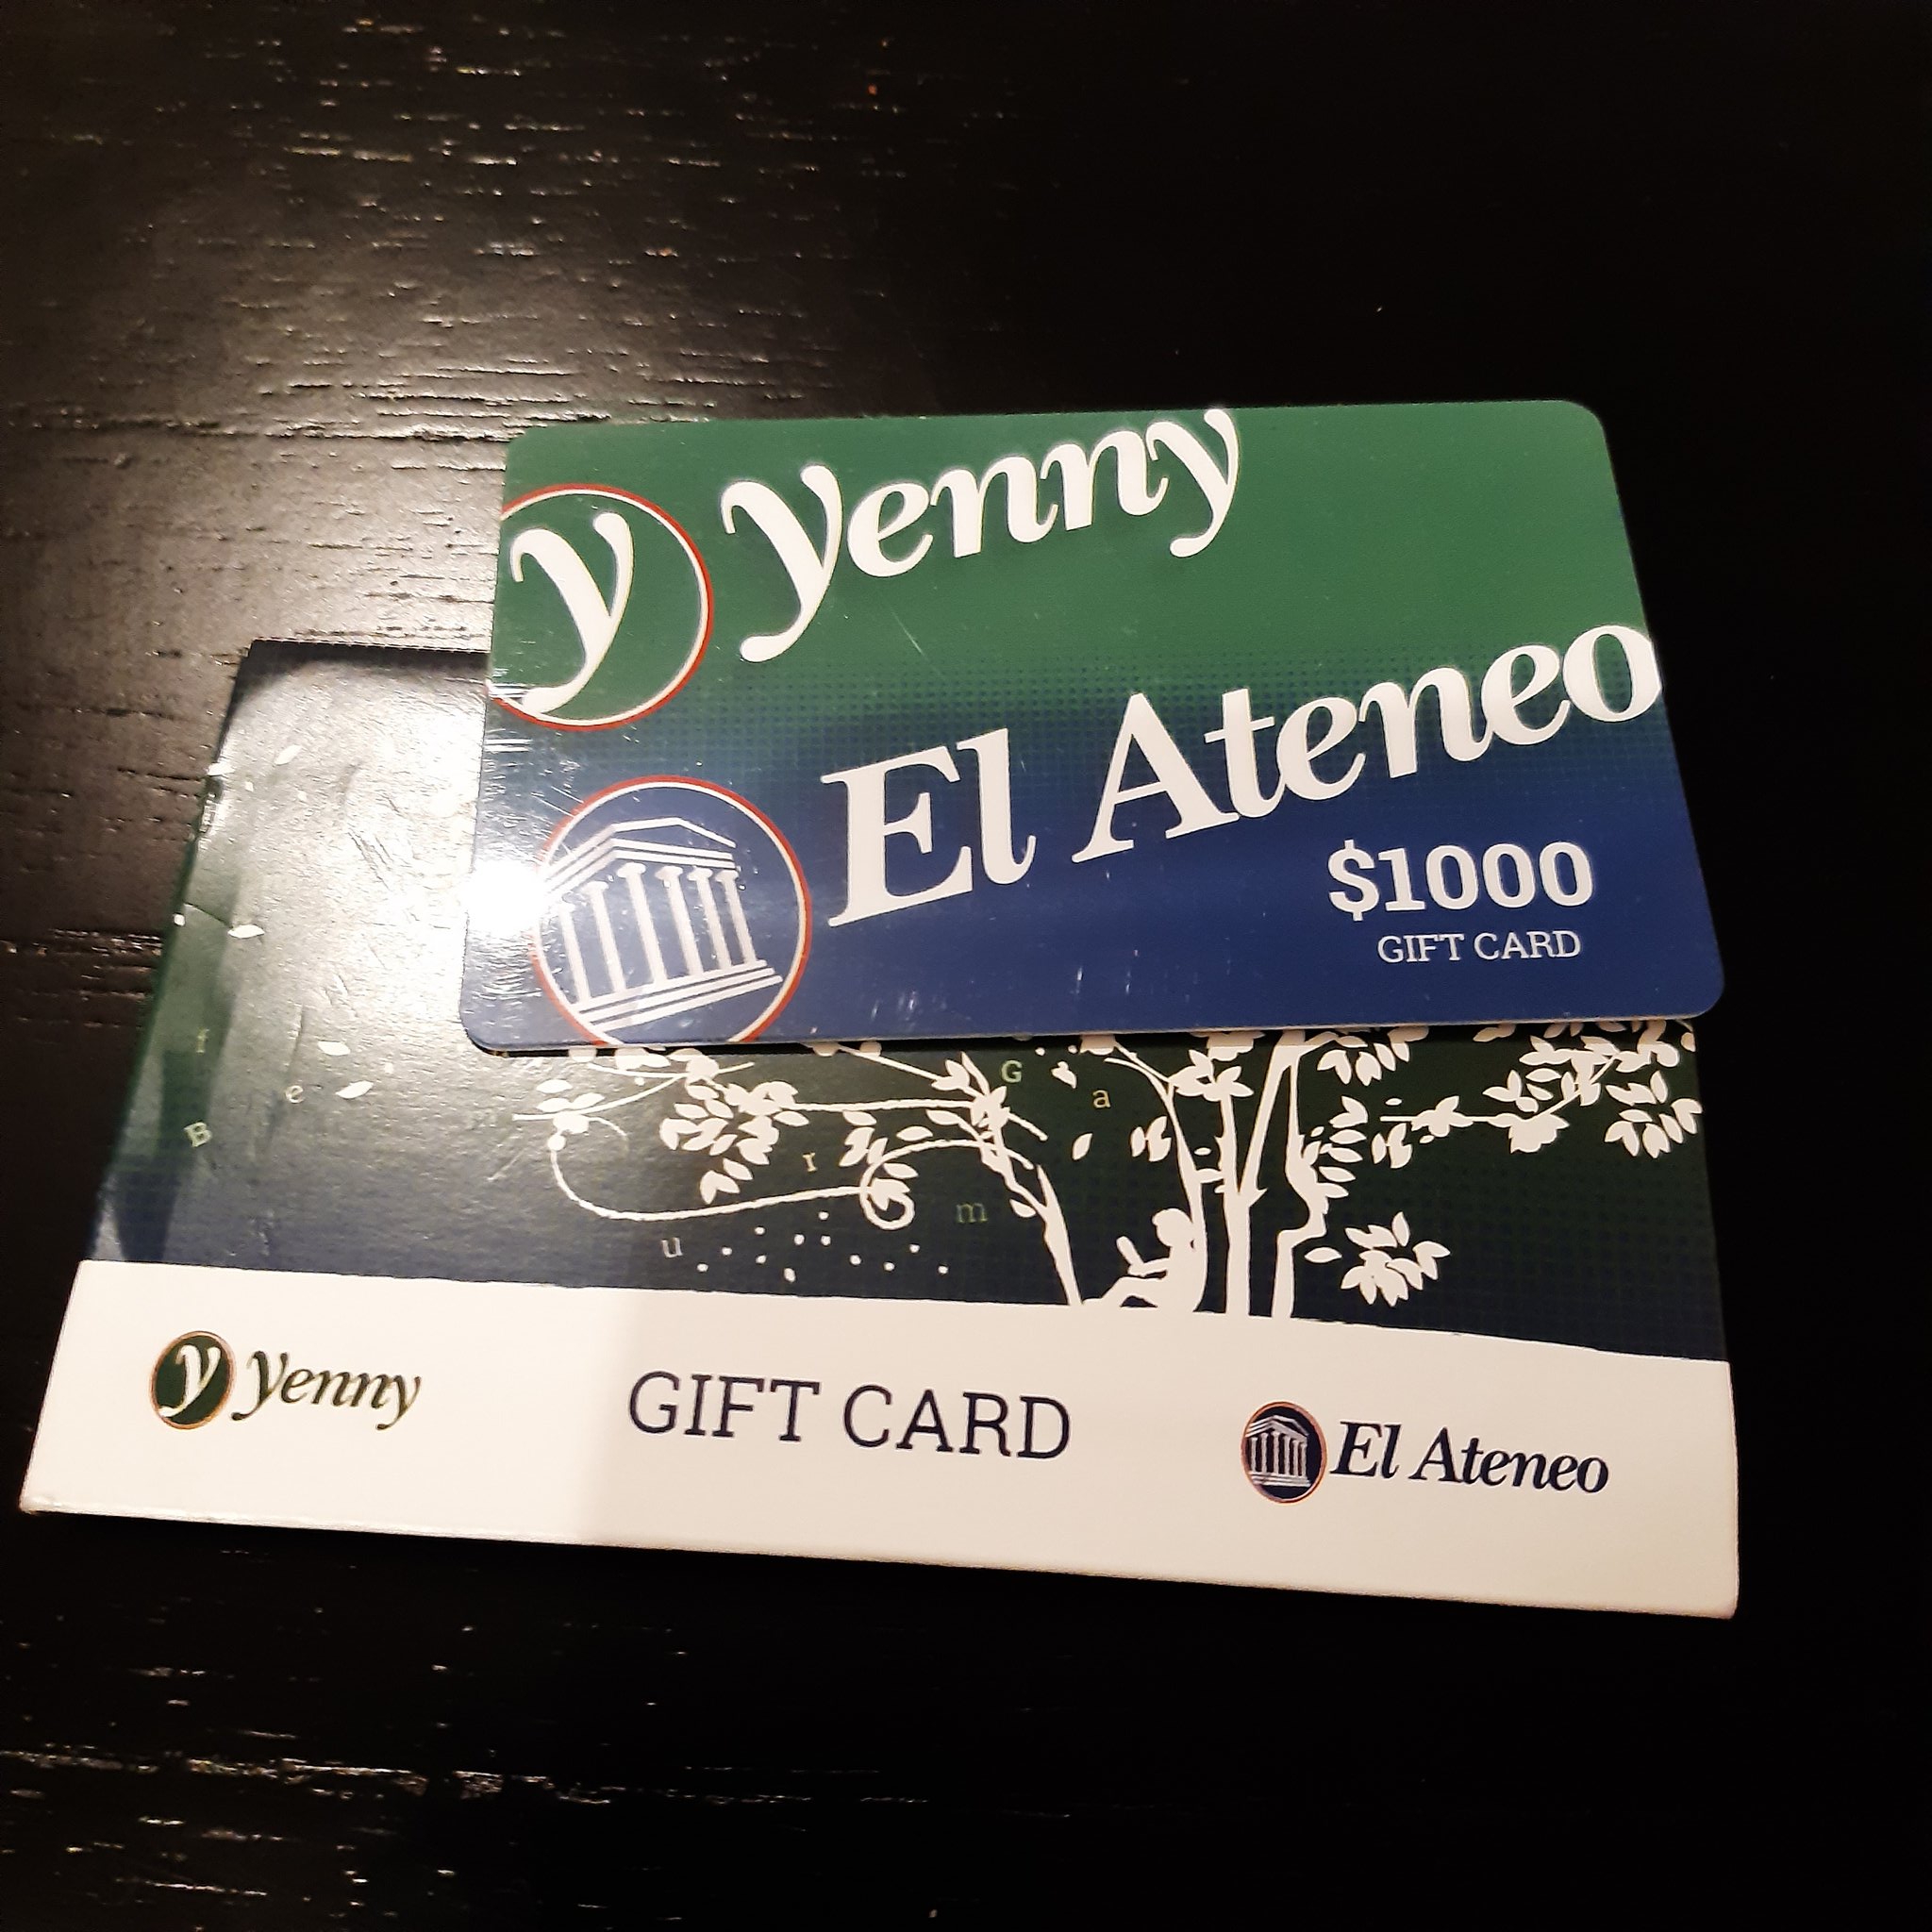 y yenny
El Ateneo
$1000
GIFT CARD
G
f
e
a
B
r
m
u
y yenny
GIFT CARD
El Ateneo